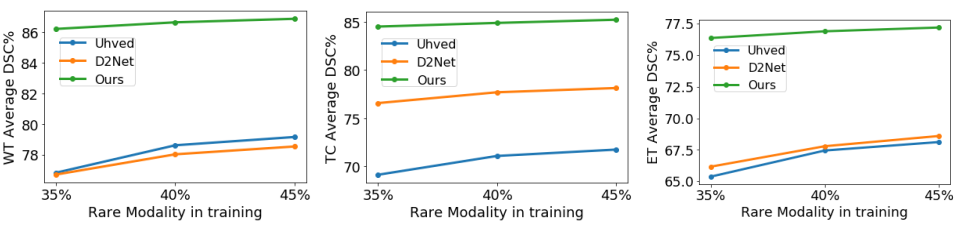 WT Average DSC%
86
84
82
80
78
Uhved
D2Net
Ours
35%
40%
45%
Rare Modality in training
TC Average DSC%
85
80
75
70
Uhved
D2Net
Ours
35%
40%
45%
Rare Modality in training
ET Average DSC%
77.5
75.0
72.5
70.0
67.5
65.0
Uhved
D2Net
Ours
35%
40%
45%
Rare Modality in training